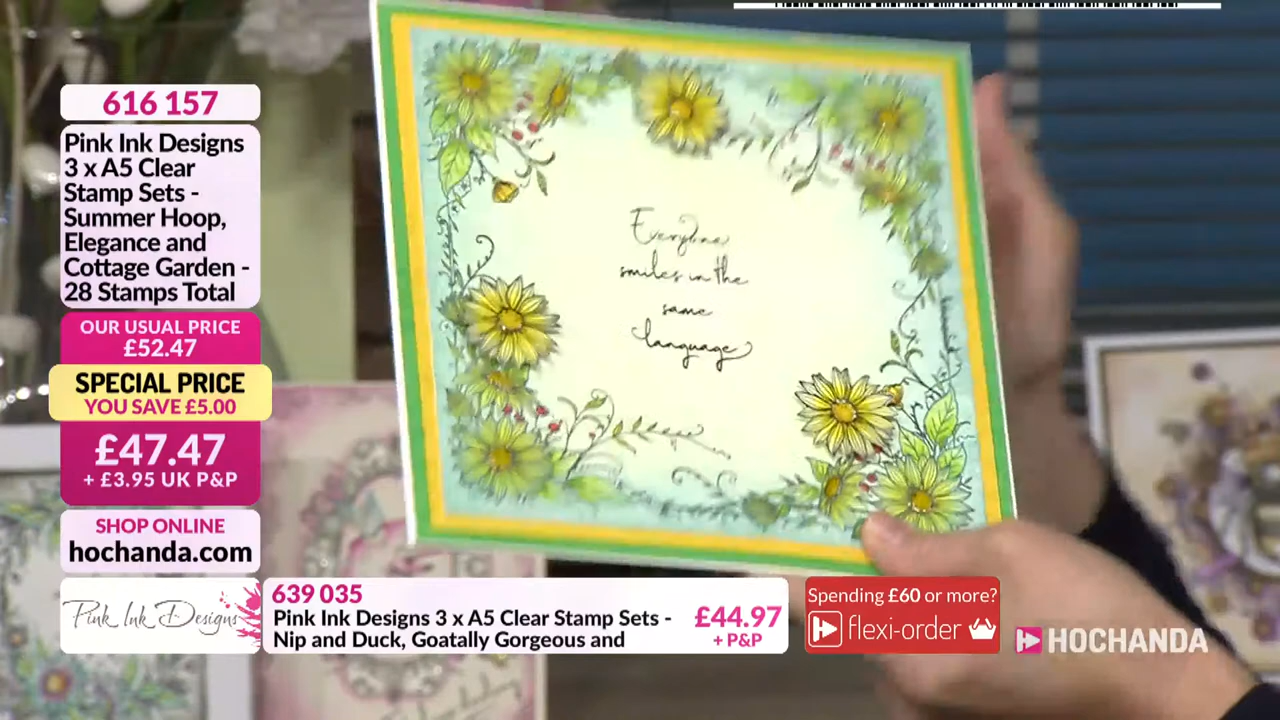 616 157
Pink Ink Designs
3 x A5 Clear
Stamp Sets -
Summer Hoop,
Elegance and
Cottage Garden -
28 Stamps Total
OUR USUAL PRICE
£52.47
SPECIAL PRICE
YOU SAVE £5.00
£47.47
+ £3.95 UK P&P
SHOP ONLINE
hochanda.com
Everyone
smiles in the
same
language
Pink Ink Designs
639 035
Pink Ink Designs 3 x A5 Clear Stamp Sets -
Nip and Duck, Goatally Gorgeous and
£44.97
+ P&P
Spending £60 or more?
flexi-order
HOCHANDA